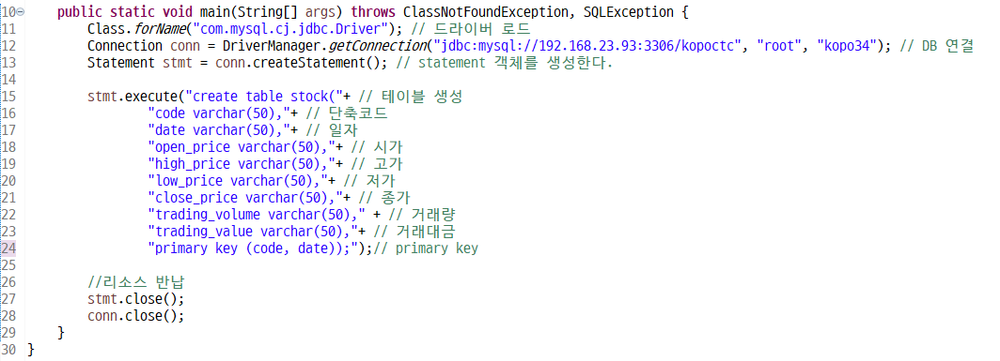 10 public static void main(String[] args) throws ClassNotFoundException, SQLException {
11 Class.forName("com.mysql.cj.jdbc.Driver"); // 드라이버 로드
12 Connection conn = DriverManager.getConnection("jdbc:mysql://192.168.23.93:3306/kopoctc", "root", "kopo34"); // DB 연결
13 Statement stmt = conn.createStatement(); // statement 객체를 생성한다.
14
15 stmt.execute("create table stock("+ // 테이블 생성
16 "code varchar(50),"+ // 단축코드
17 "date varchar(50),"+ // 일자
18 "open_price varchar(50),"+ // 시가
19 "high_price varchar(50),"+ // 고가
20 "low_price varchar(50),"+ // 저가
21 "close_price varchar(50),"+ // 종가
22 "trading_volume varchar(50)," + // 거래량
23 "trading_value varchar(50),"+ // 거래대금
24 "primary key (code, date));");// primary key
25
26 //리소스 반납
27 stmt.close();
28 conn.close();
29 }
30 }